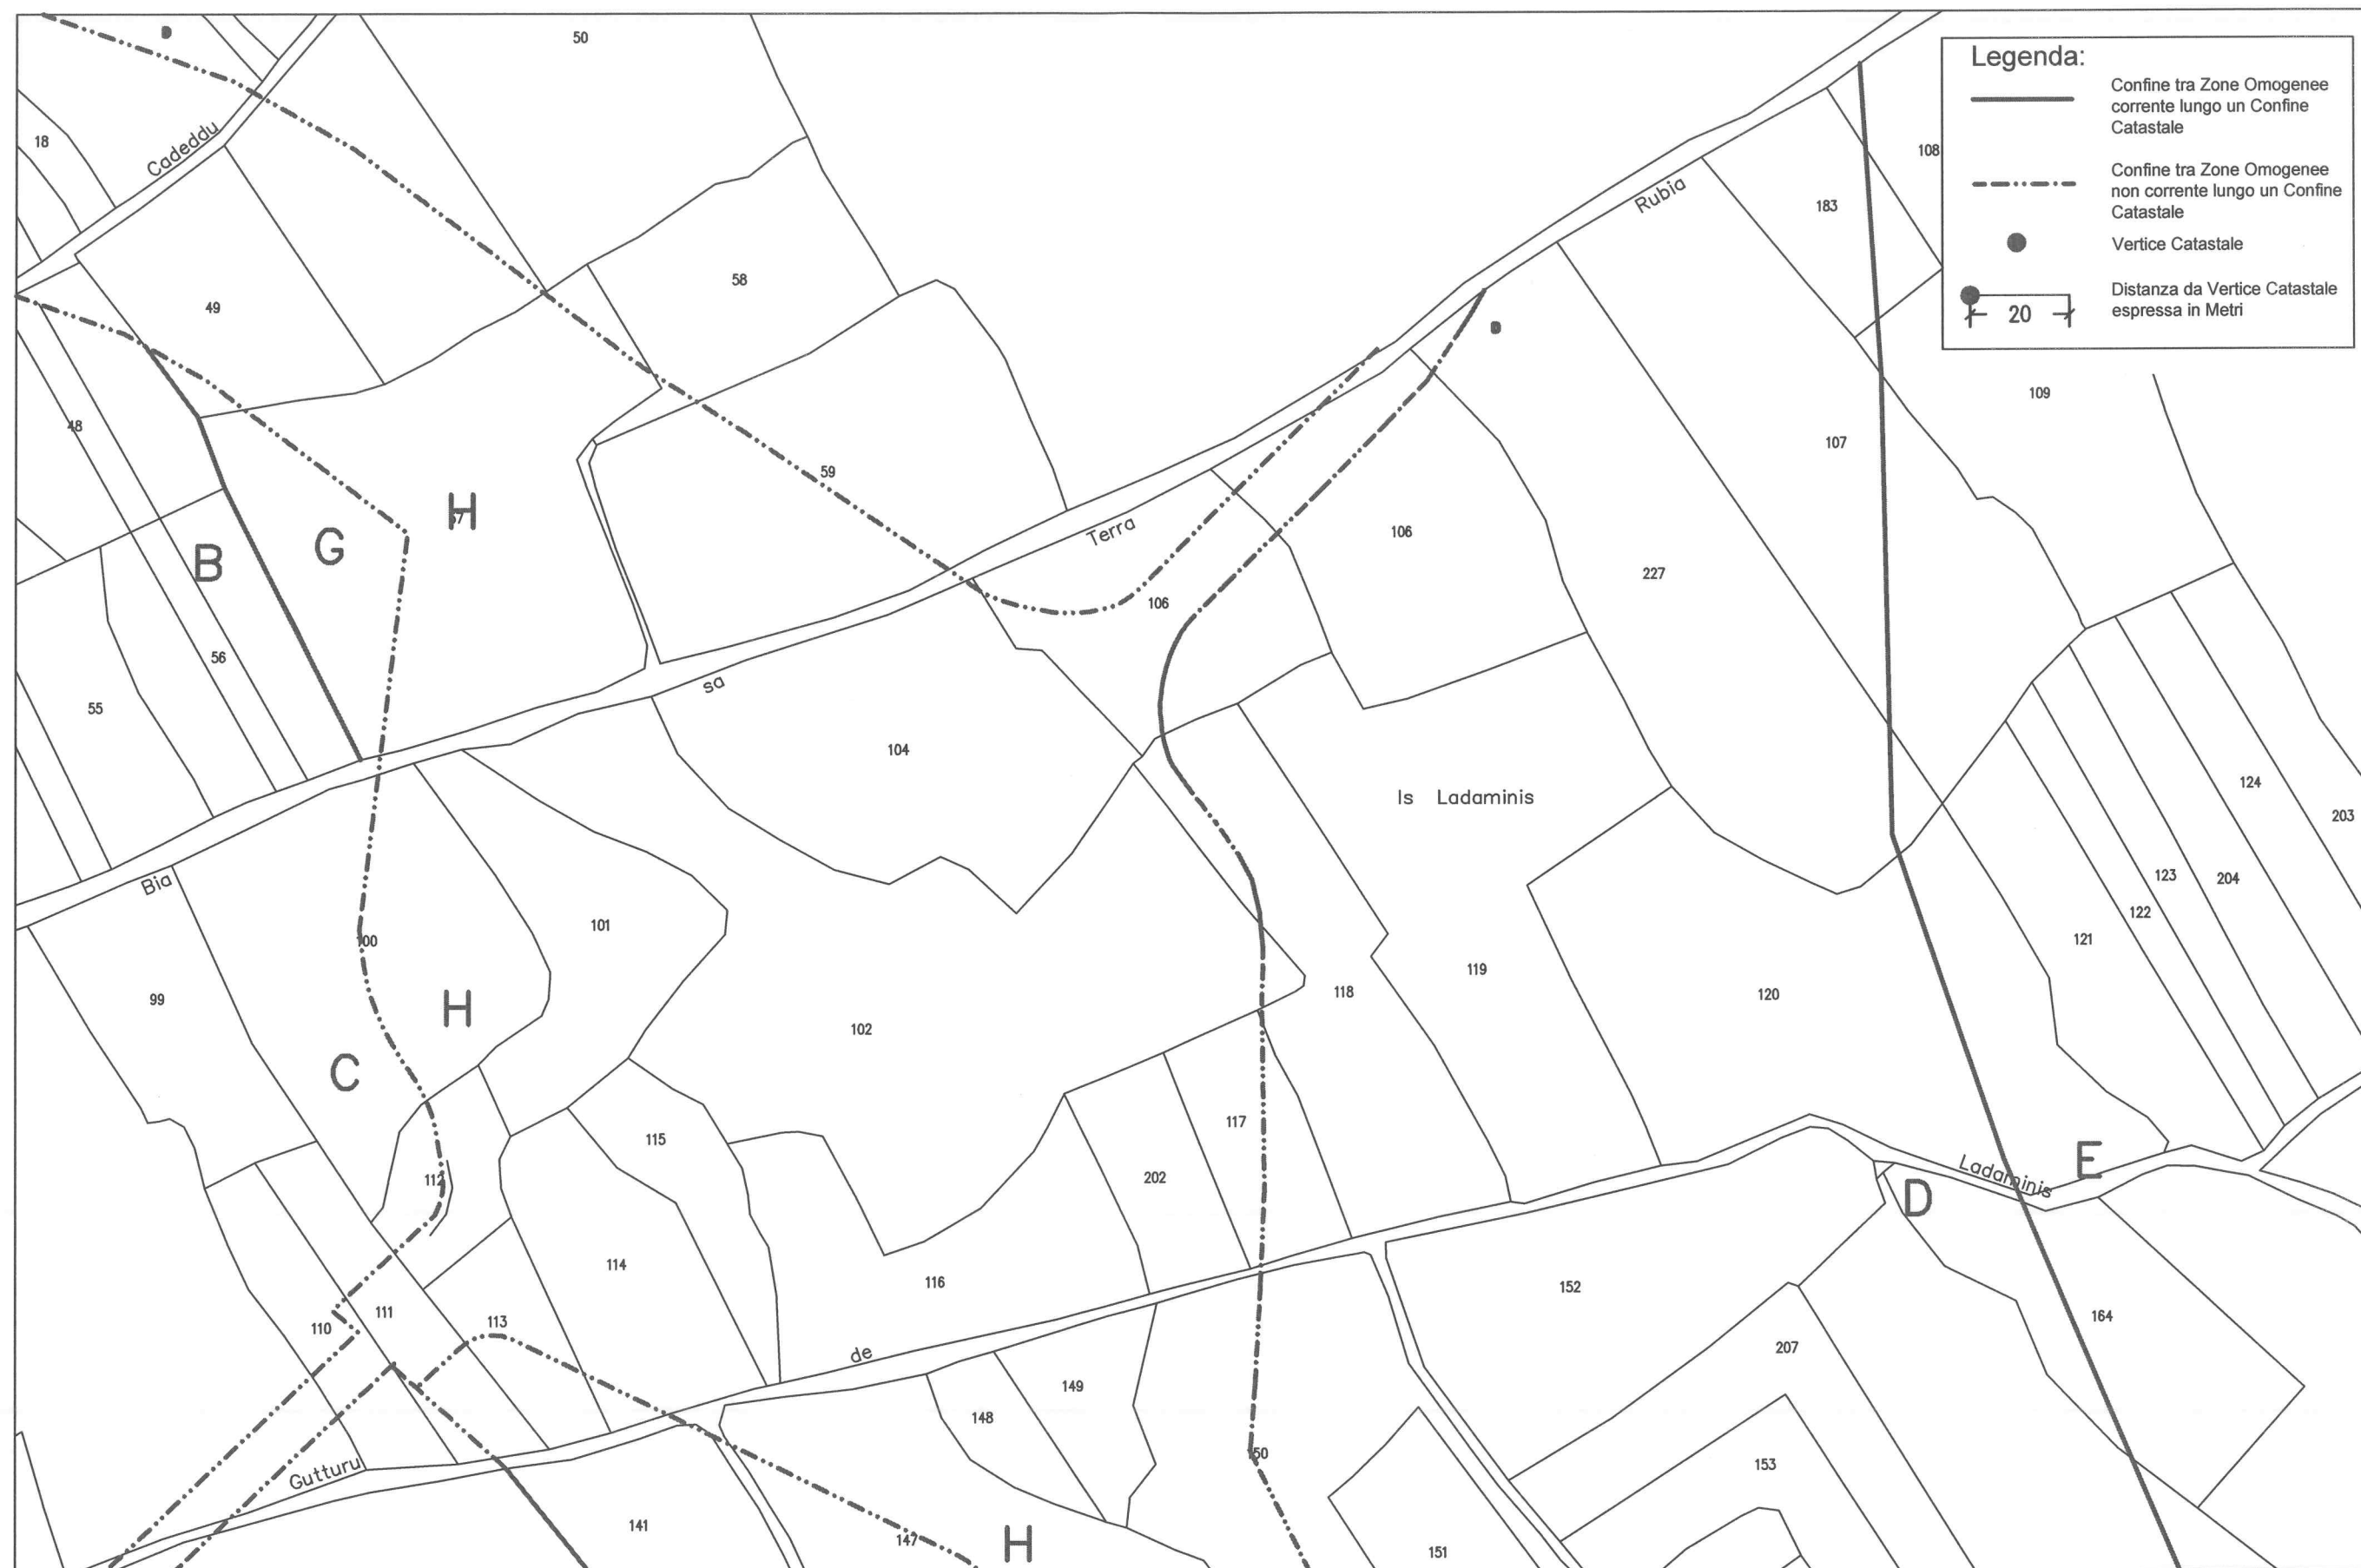 50
Legenda:
Confine tra Zone Omogenee
corrente lungo un Confine
Catastale
Confine tra Zone Omogenee
non corrente lungo un Confine
Catastale
Vertice Catastale
Distanza da Vertice Catastale
espressa in Metri
20
18
Cadeddu
108
183
Rubia
58
49
109
48
107
59
H
G
B
Terra
106
106
227
56
55
sa
104
Is Ladaminis
124
203
Bia
123
204
122
101
100
121
99
118
119
120
H
102
C
117
115
112
202
E
Ladaminis
D
114
116
152
111
110
113
164
207
de
149
148
150
153
Gutturu
141
147
H
151